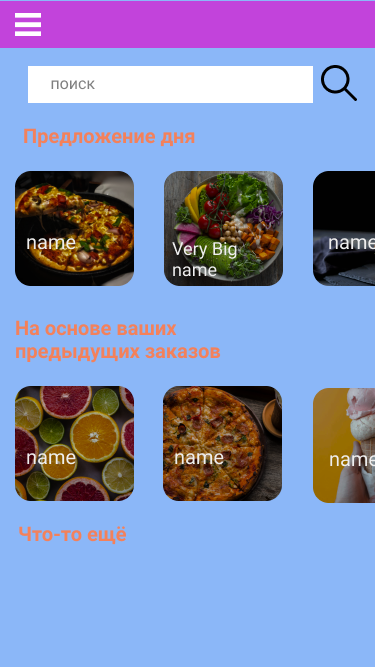 поиск
Предложение дня
name
Very Big
name
name
На основе ваших
предыдущих заказов
name
name
name
Что-то ещё